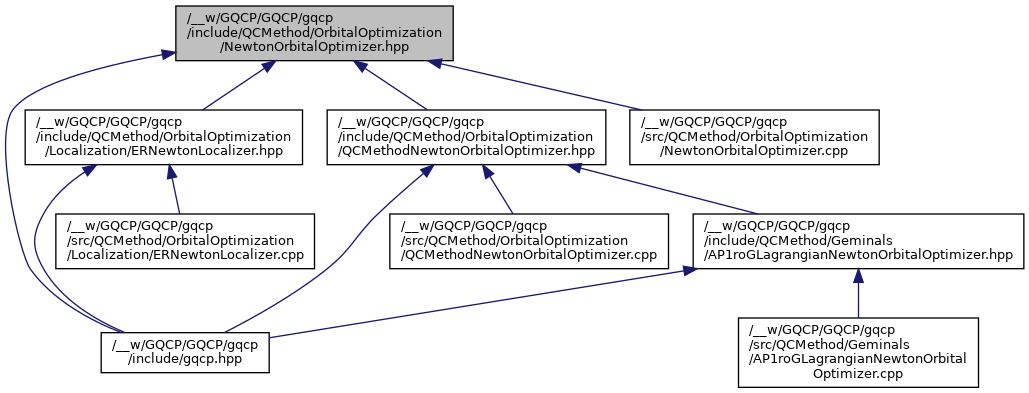 /__w/GQCP/GQCP/gqcp
/include/QCMethod/OrbitalOptimization
/NewtonOrbitalOptimizer.hpp
/__w/GQCP/GQCP/gqcp
/include/QCMethod/OrbitalOptimization
/Localization/ERNewtonLocalizer.hpp
/__w/GQCP/GQCP/gqcp
/include/QCMethod/OrbitalOptimization
/QCMethodNewtonOrbitalOptimizer.hpp
/__w/GQCP/GQCP/gqcp
/src/QCMethod/OrbitalOptimization
/NewtonOrbitalOptimizer.cpp
/__w/GQCP/GQCP/gqcp
/src/QCMethod/OrbitalOptimization
/Localization/ERNewtonLocalizer.cpp
/__w/GQCP/GQCP/gqcp
/src/QCMethod/OrbitalOptimization
/QCMethodNewtonOrbitalOptimizer.cpp
/__w/GQCP/GQCP/gqcp
/include/QCMethod/Geminals
/AP1roGLagrangianNewtonOrbitalOptimizer.hpp
/__w/GQCP/GQCP/gqcp
/include/gqcp.hpp
/__w/GQCP/GQCP/gqcp
/src/QCMethod/Geminals
/AP1roGLagrangianNewtonOrbital
Optimizer.cpp